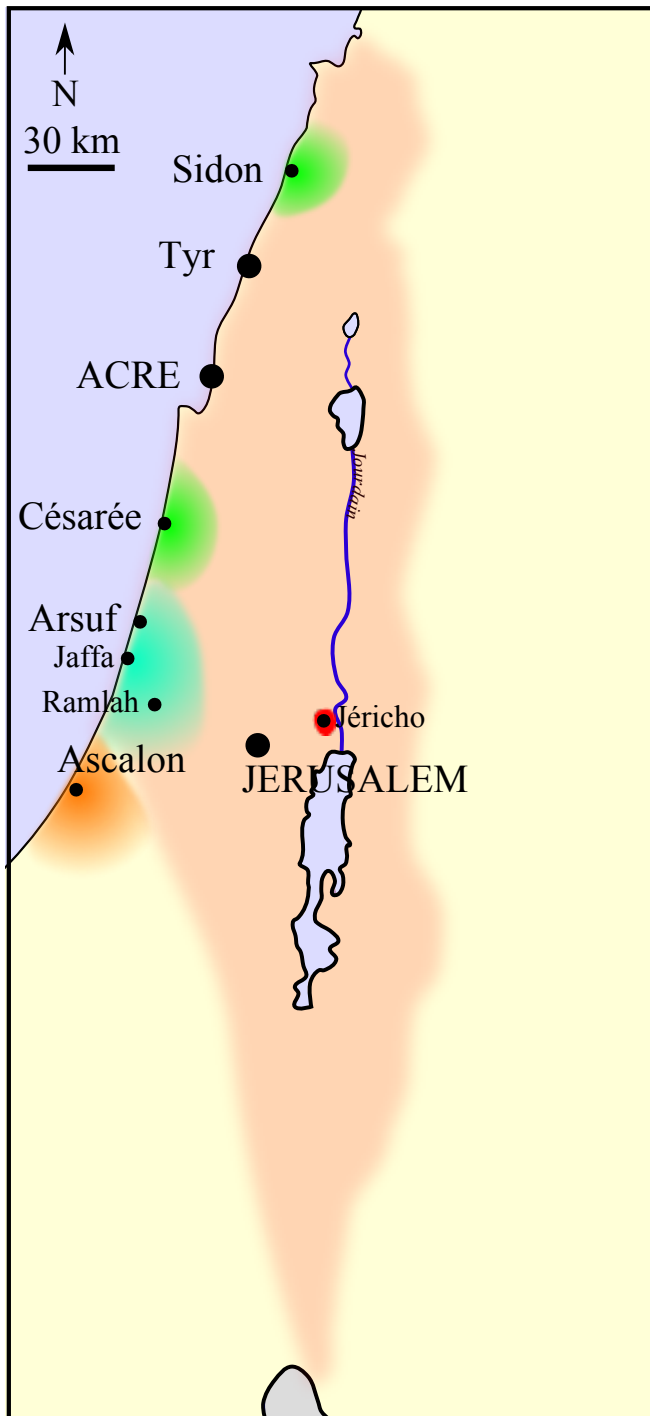 N
30 km
Sidon
Tyr
ACRE
Jourdain
Césarée
Arsuf
Jaffa
Ramlah
Jéricho
Ascalon
JERUSALEM